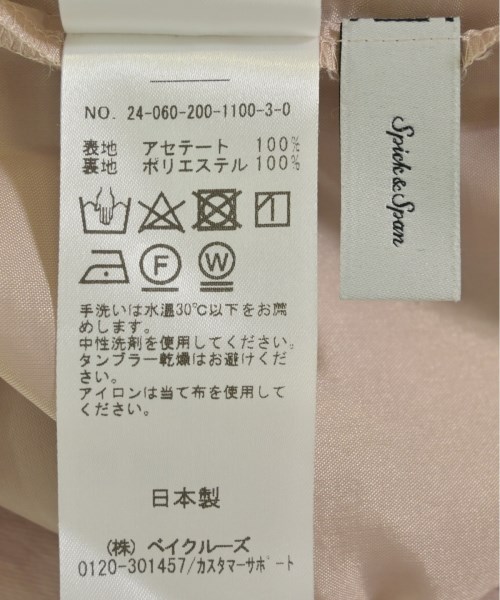 NO. 24-060-200-1100-3-0
表地 アセテート 100%
裏地 ポリエステル 100%
F
W
手洗いは水温30℃以下をお薦
めします。
中性洗剤を使用してください。
タンブラー乾燥はお避けくだ
さい。
アイロンは当て布を使用して
ください。
日本製
(株) ベイクルーズ
0120-301457/カスタマーサポート
Spick & Span